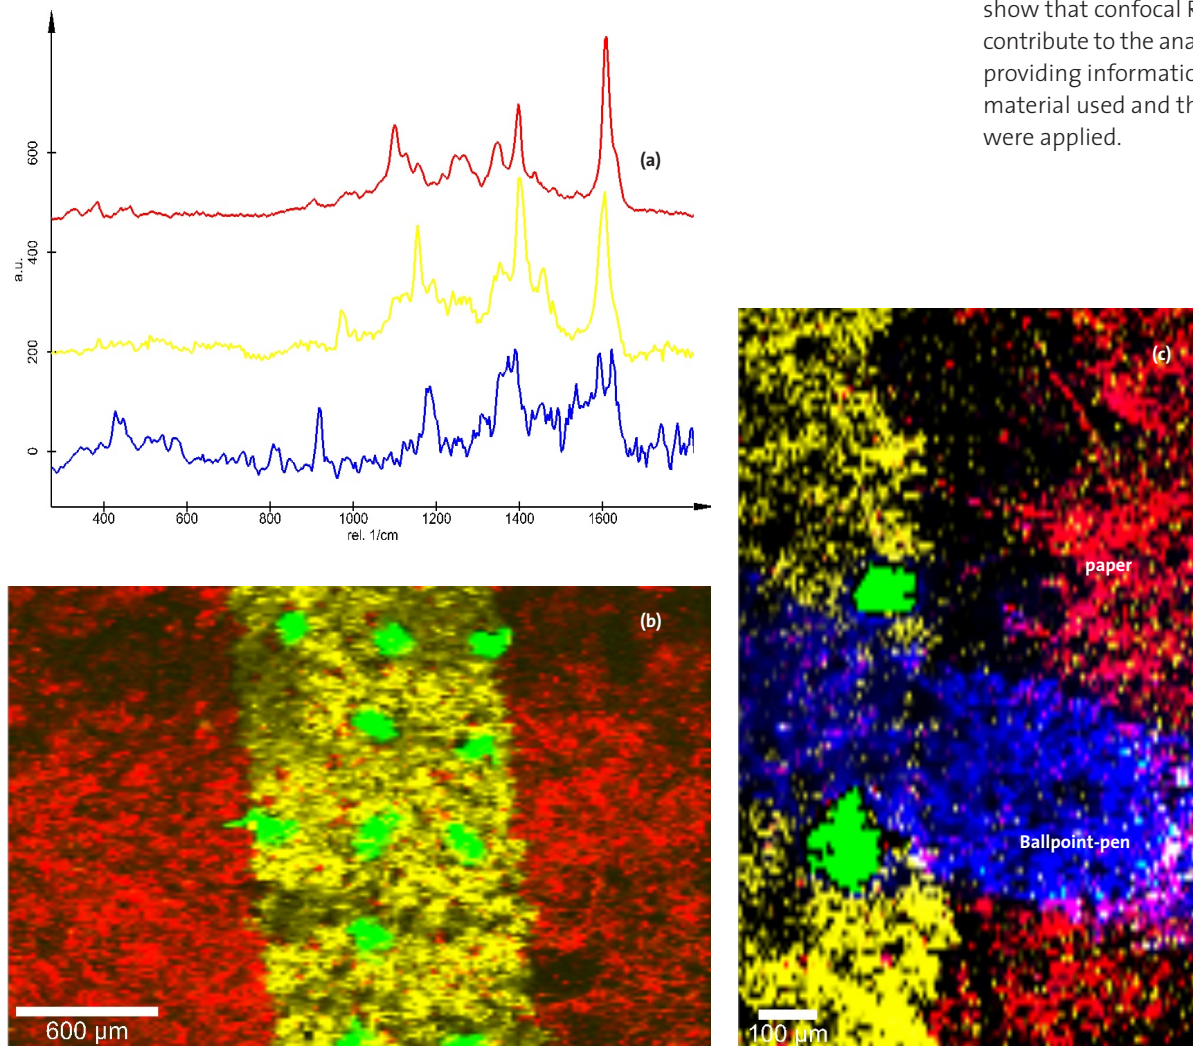 show that confocal R
contribute to the ana
providing informatio
material used and th
were applied.
(a)
600
400
200
0
a.u.
400 600 800 1000 1200 1400 1600
rel. 1/cm
(b)
600 µm
(c)
paper
Ballpoint-pen
100 µm